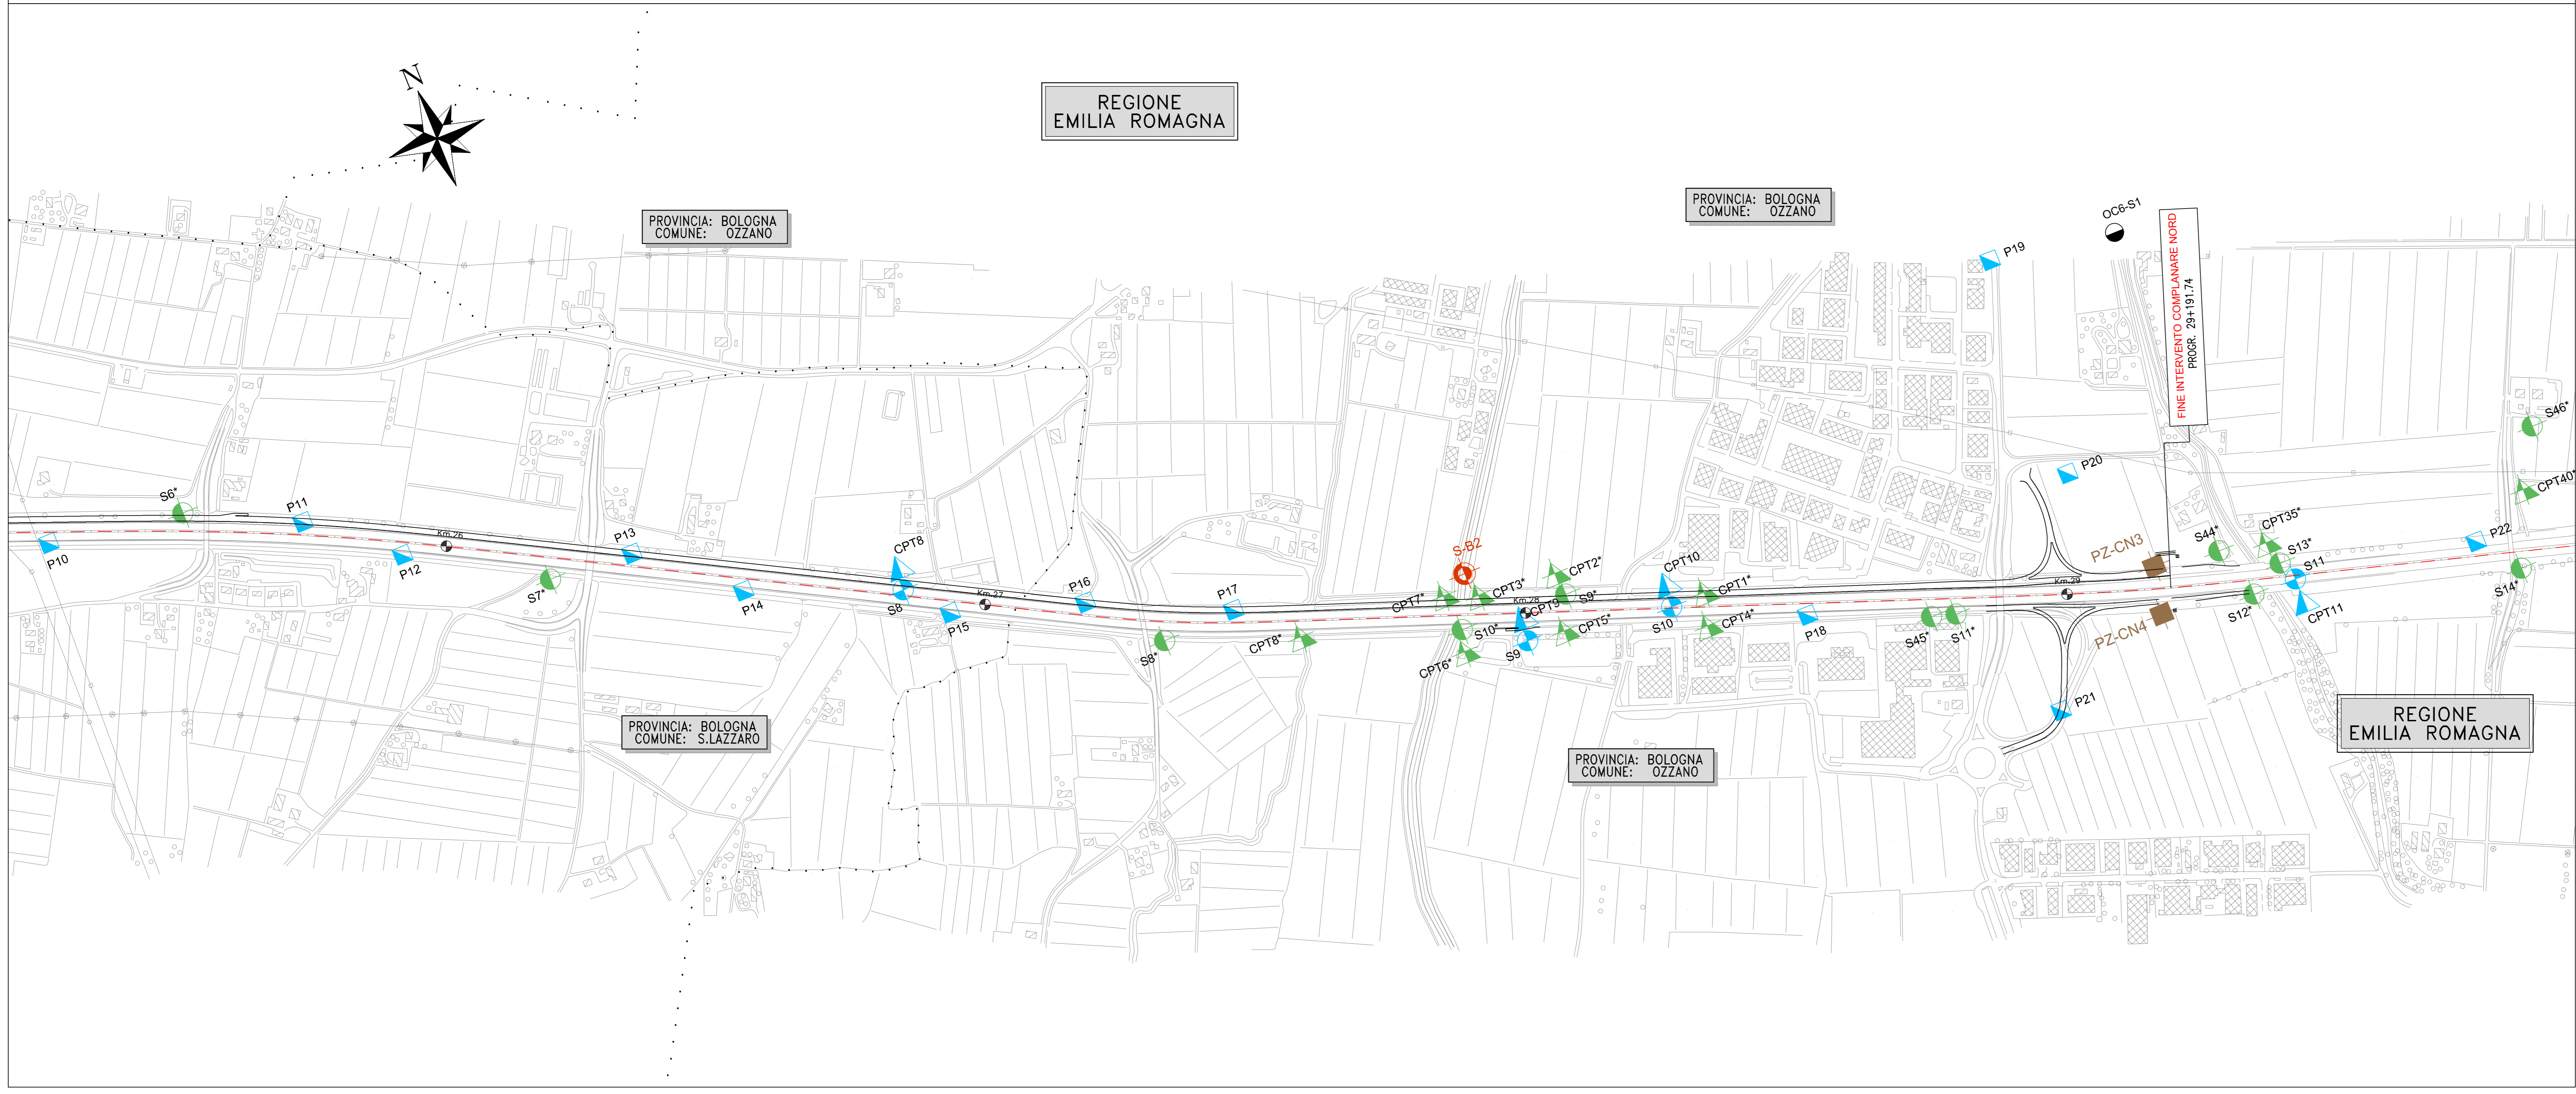 N
REGIONE
EMILIA ROMAGNA
PROVINCIA: BOLOGNA
COMUNE: OZZANO
PROVINCIA: BOLOGNA
COMUNE: OZZANO
OC6-S1
P19
FINE INTERVENTO COMPLANARE NORD
PROGR. 29+191.74
S46*
P20
CPT40*
S6*
P11
P10
Km.26
P12
P13
S7*
CPT8
S8
P14
Km.27
P15
P16
P17
S8*
CPT8*
S-B2
CPT7*
CPT3*
CPT2*
S9*
Km.28
CPT9
S10*
CPT6*
S9
CPT5*
CPT10
S10
CPT1*
CPT4*
P18
S45*
S11*
Km.29
PZ-CN3
PZ-CN4
S44*
CPT35*
S13*
S11
S12*
CPT11
P22
S14*
P21
PROVINCIA: BOLOGNA
COMUNE: S.LAZZARO
PROVINCIA: BOLOGNA
COMUNE: OZZANO
REGIONE
EMILIA ROMAGNA